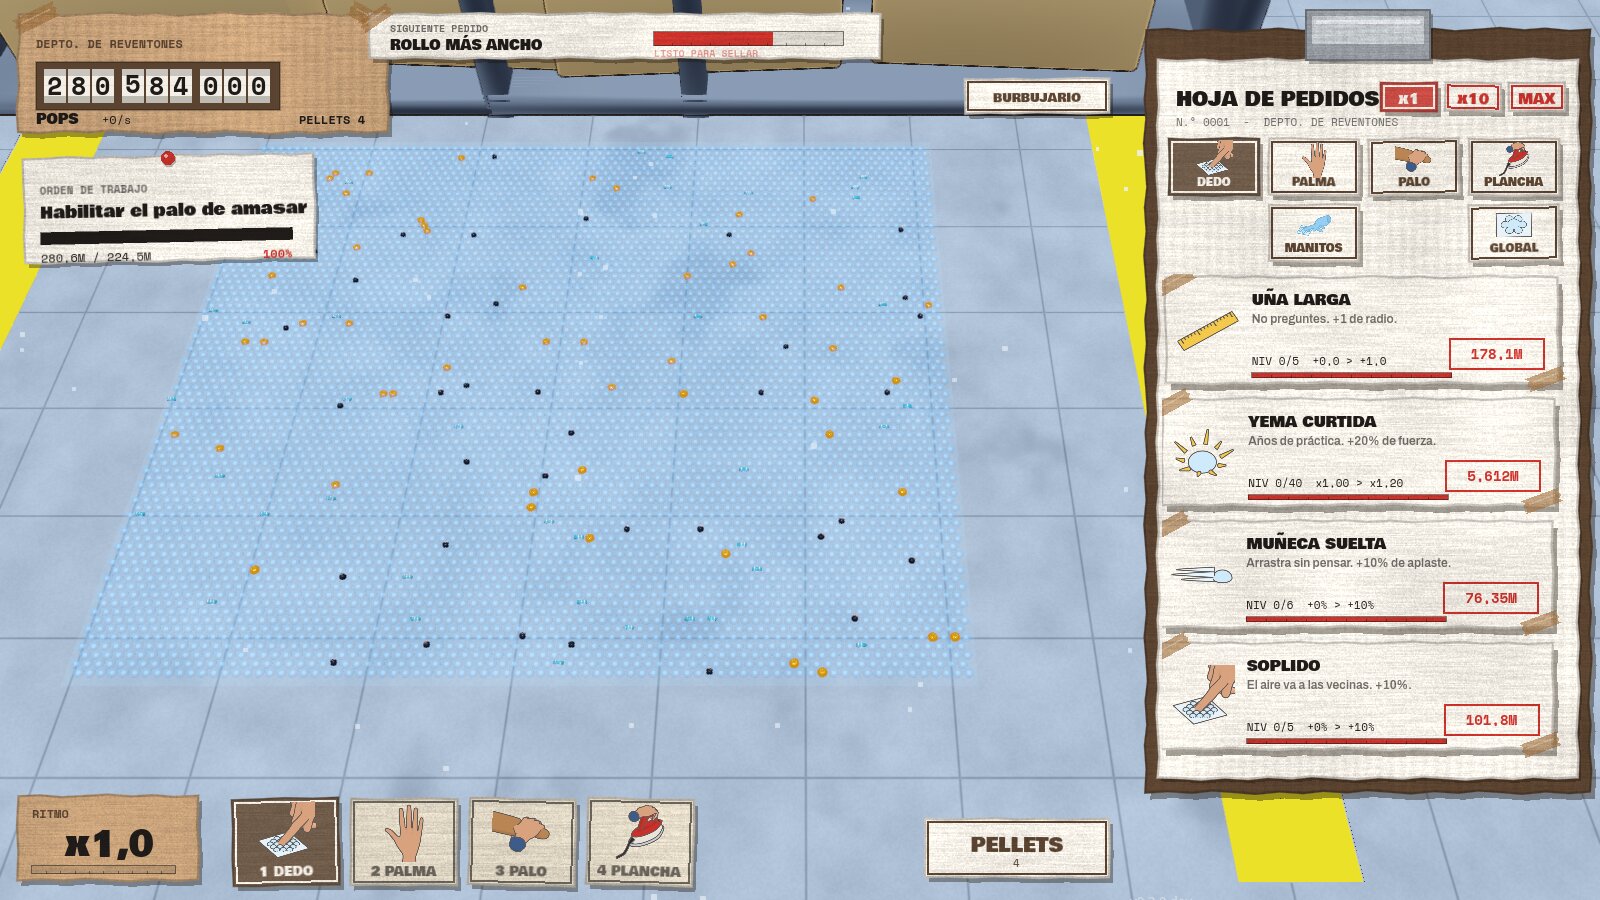 DEPTO. DE REVENTONES
280 584 000
POPS +0/s PELLETS 4
SIGUIENTE PEDIDO
ROLLO MÁS ANCHO
LISTO PARA SELLAR
BURBUJARIO
ORDEN DE TRABAJO
Habilitar el palo de amasar
280,6M / 224,5M 100%
HOJA DE PEDIDOS x1 x10 MAX
N.° 0001 - DEPTO. DE REVENTONES
DEDO PALMA PALO PLANCHA
MANITOS GLOBAL
UÑA LARGA
No preguntes. +1 de radio.
NIV 0/5 +0,0 > +1,0 178,1M
YEMA CURTIDA
Años de práctica. +20% de fuerza.
NIV 0/40 x1,00 > x1,20 5,612M
MUÑECA SUELTA
Arrastra sin pensar. +10% de aplaste.
NIV 0/6 +0% > +10% 76,35M
SOPLIDO
El aire va a las vecinas. +10%.
NIV 0/5 +0% > +10% 101,8M
RITMO
x1,0
1 DEDO 2 PALMA 3 PALO 4 PLANCHA
PELLETS
4